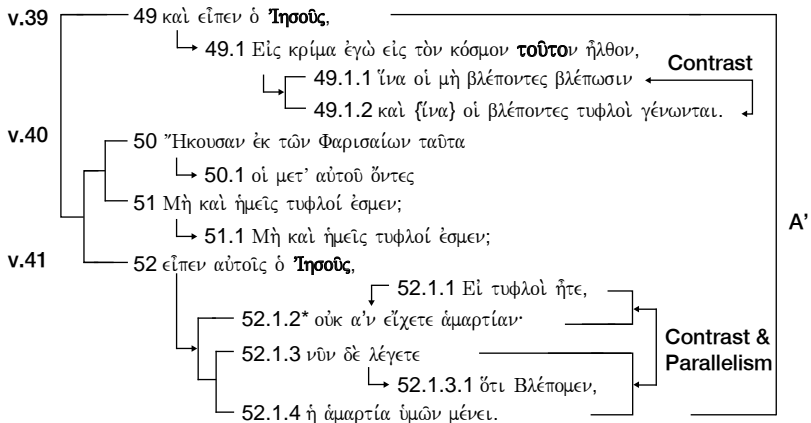 v.39 49 καὶ εἶπεν ὁ Ἰησοῦς,
49.1 Εἰς κρίμα ἐγὼ εἰς τὸν κόσμον τοῦτον ἦλθον,
Contrast
49.1.1 ἵνα οἱ μὴ βλέποντες βλέπωσιν
49.1.2 καὶ {ἵνα} οἱ βλέποντες τυφλοὶ γένωνται.
v.40 50 Ἤκουσαν ἐκ τῶν Φαρισαίων ταῦτα
50.1 οἱ μετ’ αὐτοῦ ὄντες
51 Μὴ καὶ ἡμεῖς τυφλοί ἐσμεν;
A’
51.1 Μὴ καὶ ἡμεῖς τυφλοί ἐσμεν;
v.41 52 εἶπεν αὐτοῖς ὁ Ἰησοῦς,
52.1.1 Εἰ τυφλοὶ ἦτε,
52.1.2* οὐκ α’ν εἴχετε ἁμαρτίαν·
Contrast &
Parallelism
52.1.3 νῦν δὲ λέγετε
52.1.3.1 ὅτι Βλέπομεν,
52.1.4 ἡ ἁμαρτία ὑμῶν μένει.